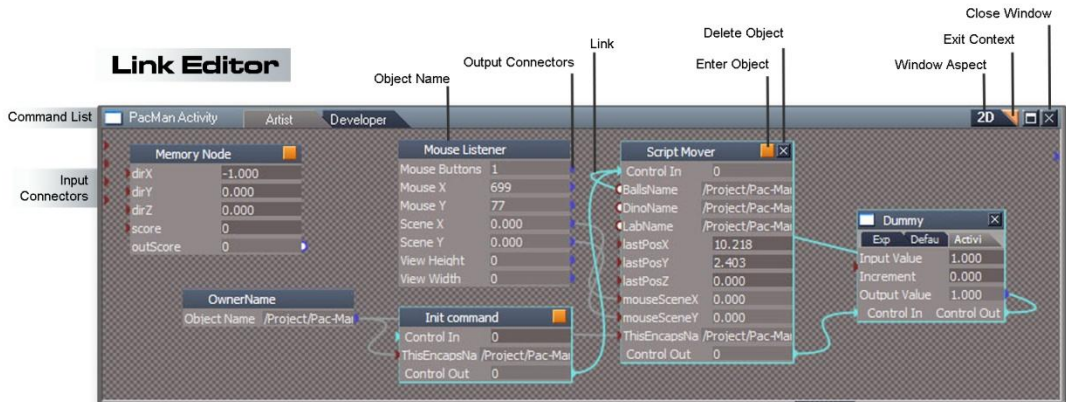 Close Window
Delete Object
Exit Context
Link
Link Editor
Output Connectors
Enter Object
Window Aspect
Object Name
Command List
PacMan Activity
Artist
Developer
2D
Input
Connectors
Memory Node
dirX -1.000
dirY 0.000
dirZ 0.000
score 0
outScore 0
Mouse Listener
Mouse Buttons 1
Mouse X 699
Mouse Y 77
Scene X 0.000
Scene Y 0.000
View Height 0
View Width 0
Script Mover
Control In 0
BallsName /Project/Pac-Mai
DinoName /Project/Pac-Mai
LabName /Project/Pac-Mai
lastPosX 10.218
lastPosY 2.403
lastPosZ 0.000
mouseSceneX 0.000
mouseSceneY 0.000
ThisEncapsNa /Project/Pac-Mai
Control Out 0
Dummy
Exp Defau Activi
Input Value 1.000
Increment 0.000
Output Value 1.000
Control In Control Out
OwnerName
Object Name /Project/Pac-Mai
Init command
Control In 0
ThisEncapsNa /Project/Pac-Mai
Control Out 0